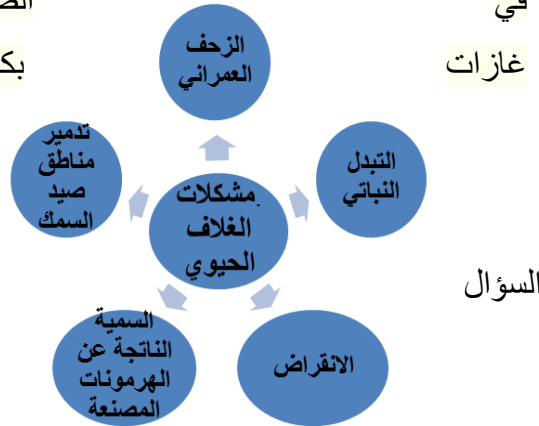 في
غازات
الزحف
العمراني
التبدل
النباتي
تدمير
مناطق
صيد
السمك
مشكلات
الغلاف
الحيوي
السؤال
الانقراض
السمية
الناتجة عن
الهرمونات
المصنعة